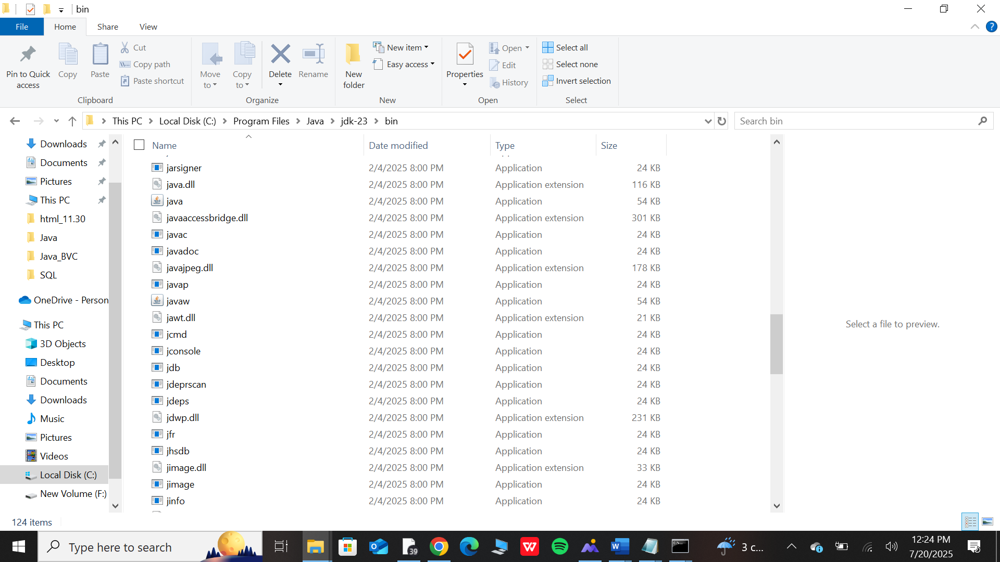 bin
File Home Share View
Pin to Quick access
Copy
Paste
Cut
Copy path
Paste shortcut
Clipboard
Move to
Copy to
Delete
Rename
Organize
New folder
New item
Easy access
New
Properties
Open
Edit
History
Open
Select all
Select none
Invert selection
Select
This PC Local Disk (C:) Program Files Java jdk-23 bin
Search bin
Downloads
Documents
Pictures
This PC
html_11.30
Java
Java_BVC
SQL
OneDrive - Person
This PC
3D Objects
Desktop
Documents
Downloads
Music
Pictures
Videos
Local Disk (C:)
New Volume (F:)
Name Date modified Type Size
jarsigner 2/4/2025 8:00 PM Application 24 KB
java.dll 2/4/2025 8:00 PM Application extension 116 KB
java 2/4/2025 8:00 PM Application 54 KB
javaaccessbridge.dll 2/4/2025 8:00 PM Application extension 301 KB
javac 2/4/2025 8:00 PM Application 24 KB
javadoc 2/4/2025 8:00 PM Application 24 KB
javajpeg.dll 2/4/2025 8:00 PM Application extension 178 KB
javap 2/4/2025 8:00 PM Application 24 KB
javaw 2/4/2025 8:00 PM Application 54 KB
jawt.dll 2/4/2025 8:00 PM Application extension 21 KB
jcmd 2/4/2025 8:00 PM Application 24 KB
jconsole 2/4/2025 8:00 PM Application 24 KB
jdb 2/4/2025 8:00 PM Application 24 KB
jdeprscan 2/4/2025 8:00 PM Application 24 KB
jdeps 2/4/2025 8:00 PM Application 24 KB
jdwp.dll 2/4/2025 8:00 PM Application extension 231 KB
jfr 2/4/2025 8:00 PM Application 24 KB
jhsdb 2/4/2025 8:00 PM Application 24 KB
jimage.dll 2/4/2025 8:00 PM Application extension 33 KB
jimage 2/4/2025 8:00 PM Application 24 KB
jinfo 2/4/2025 8:00 PM Application 24 KB
Select a file to preview.
124 items
Type here to search
39
3 c...
12:24 PM
7/20/2025